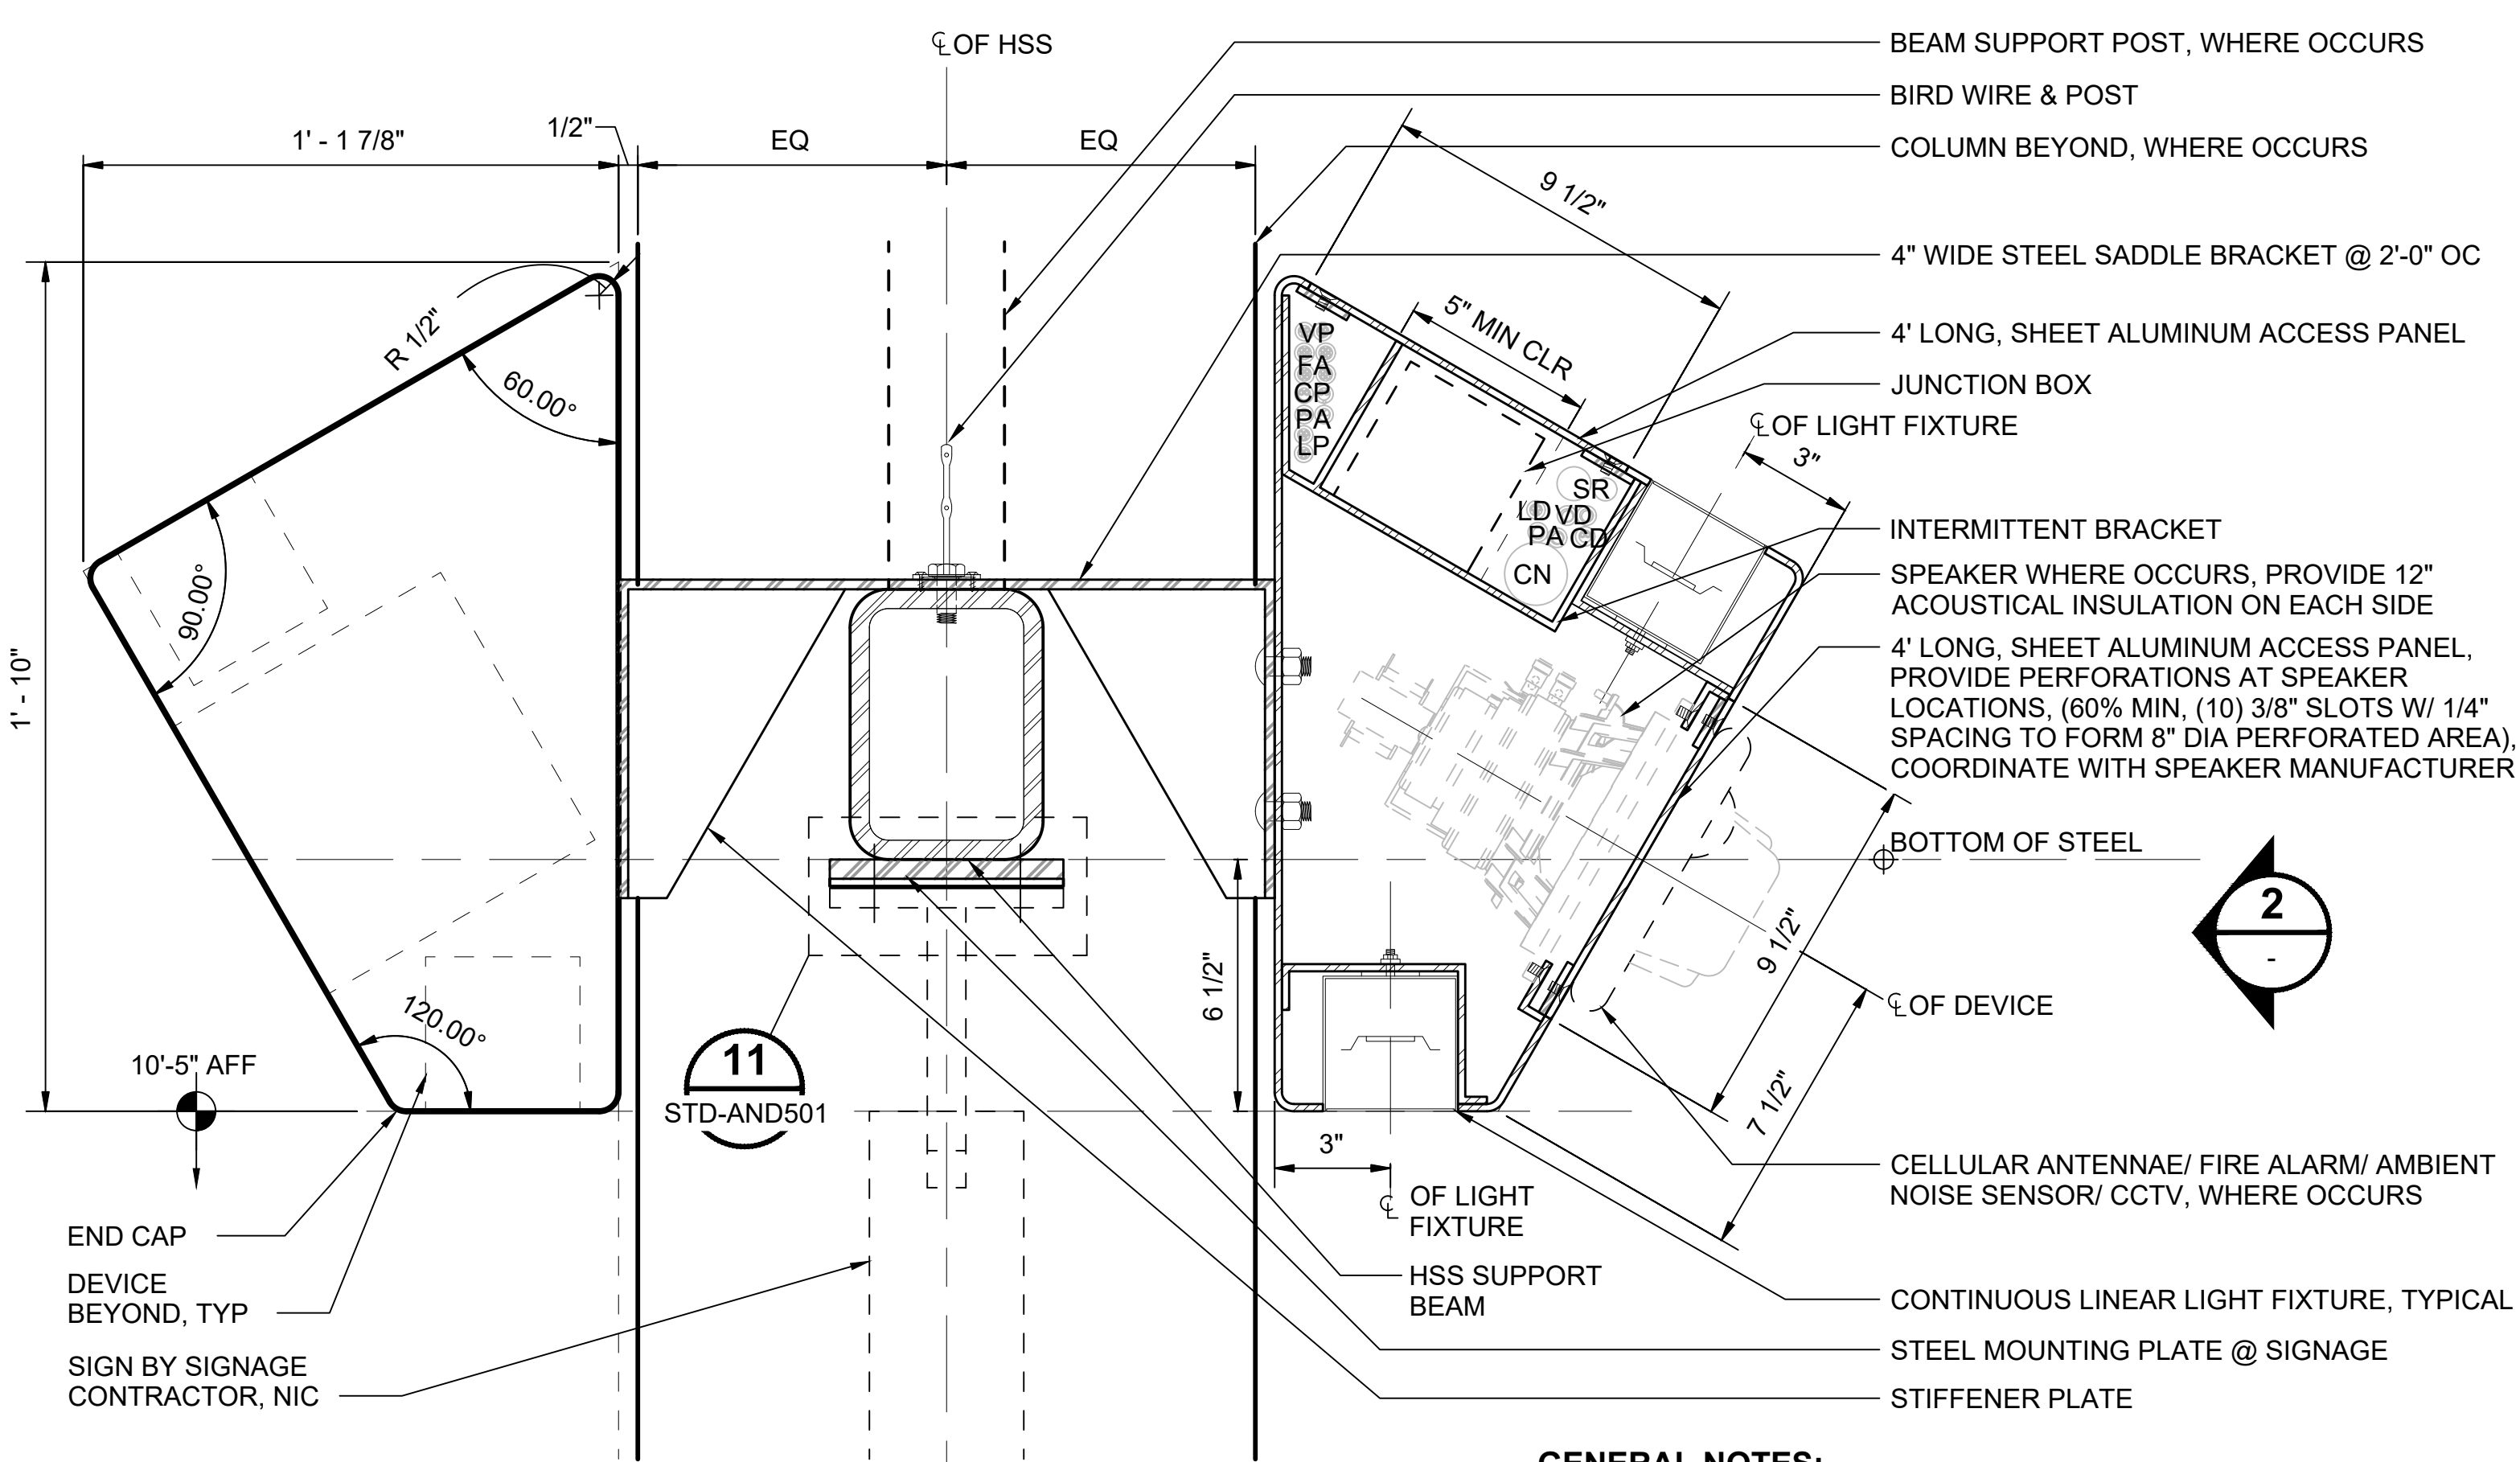 ℄ OF HSS
BEAM SUPPORT POST, WHERE OCCURS
BIRD WIRE & POST
COLUMN BEYOND, WHERE OCCURS
1' - 1 7/8"
1/2"
EQ
EQ
9 1/2"
4" WIDE STEEL SADDLE BRACKET @ 2'-0" OC
5" MIN CLR
4' LONG, SHEET ALUMINUM ACCESS PANEL
JUNCTION BOX
℄ OF LIGHT FIXTURE
3"
R 1/2"
60.00°
VP
FA
CP
PA
LP
SR
LD VD
PA CD
CN
INTERMITTENT BRACKET
SPEAKER WHERE OCCURS, PROVIDE 12"
ACOUSTICAL INSULATION ON EACH SIDE
90.00°
1' - 10"
4' LONG, SHEET ALUMINUM ACCESS PANEL,
PROVIDE PERFORATIONS AT SPEAKER
LOCATIONS, (60% MIN, (10) 3/8" SLOTS W/ 1/4"
SPACING TO FORM 8" DIA PERFORATED AREA),
COORDINATE WITH SPEAKER MANUFACTURER
BOTTOM OF STEEL
2
-
9 1/2"
6 1/2"
℄ OF DEVICE
120.00°
10'-5" AFF
11
STD-AND501
7 1/2"
3"
℄ OF LIGHT
FIXTURE
CELLULAR ANTENNAE/ FIRE ALARM/ AMBIENT
NOISE SENSOR/ CCTV, WHERE OCCURS
END CAP
DEVICE
BEYOND, TYP
HSS SUPPORT
BEAM
CONTINUOUS LINEAR LIGHT FIXTURE, TYPICAL
STEEL MOUNTING PLATE @ SIGNAGE
SIGN BY SIGNAGE
CONTRACTOR, NIC
STIFFENER PLATE
GENERAL NOTES: